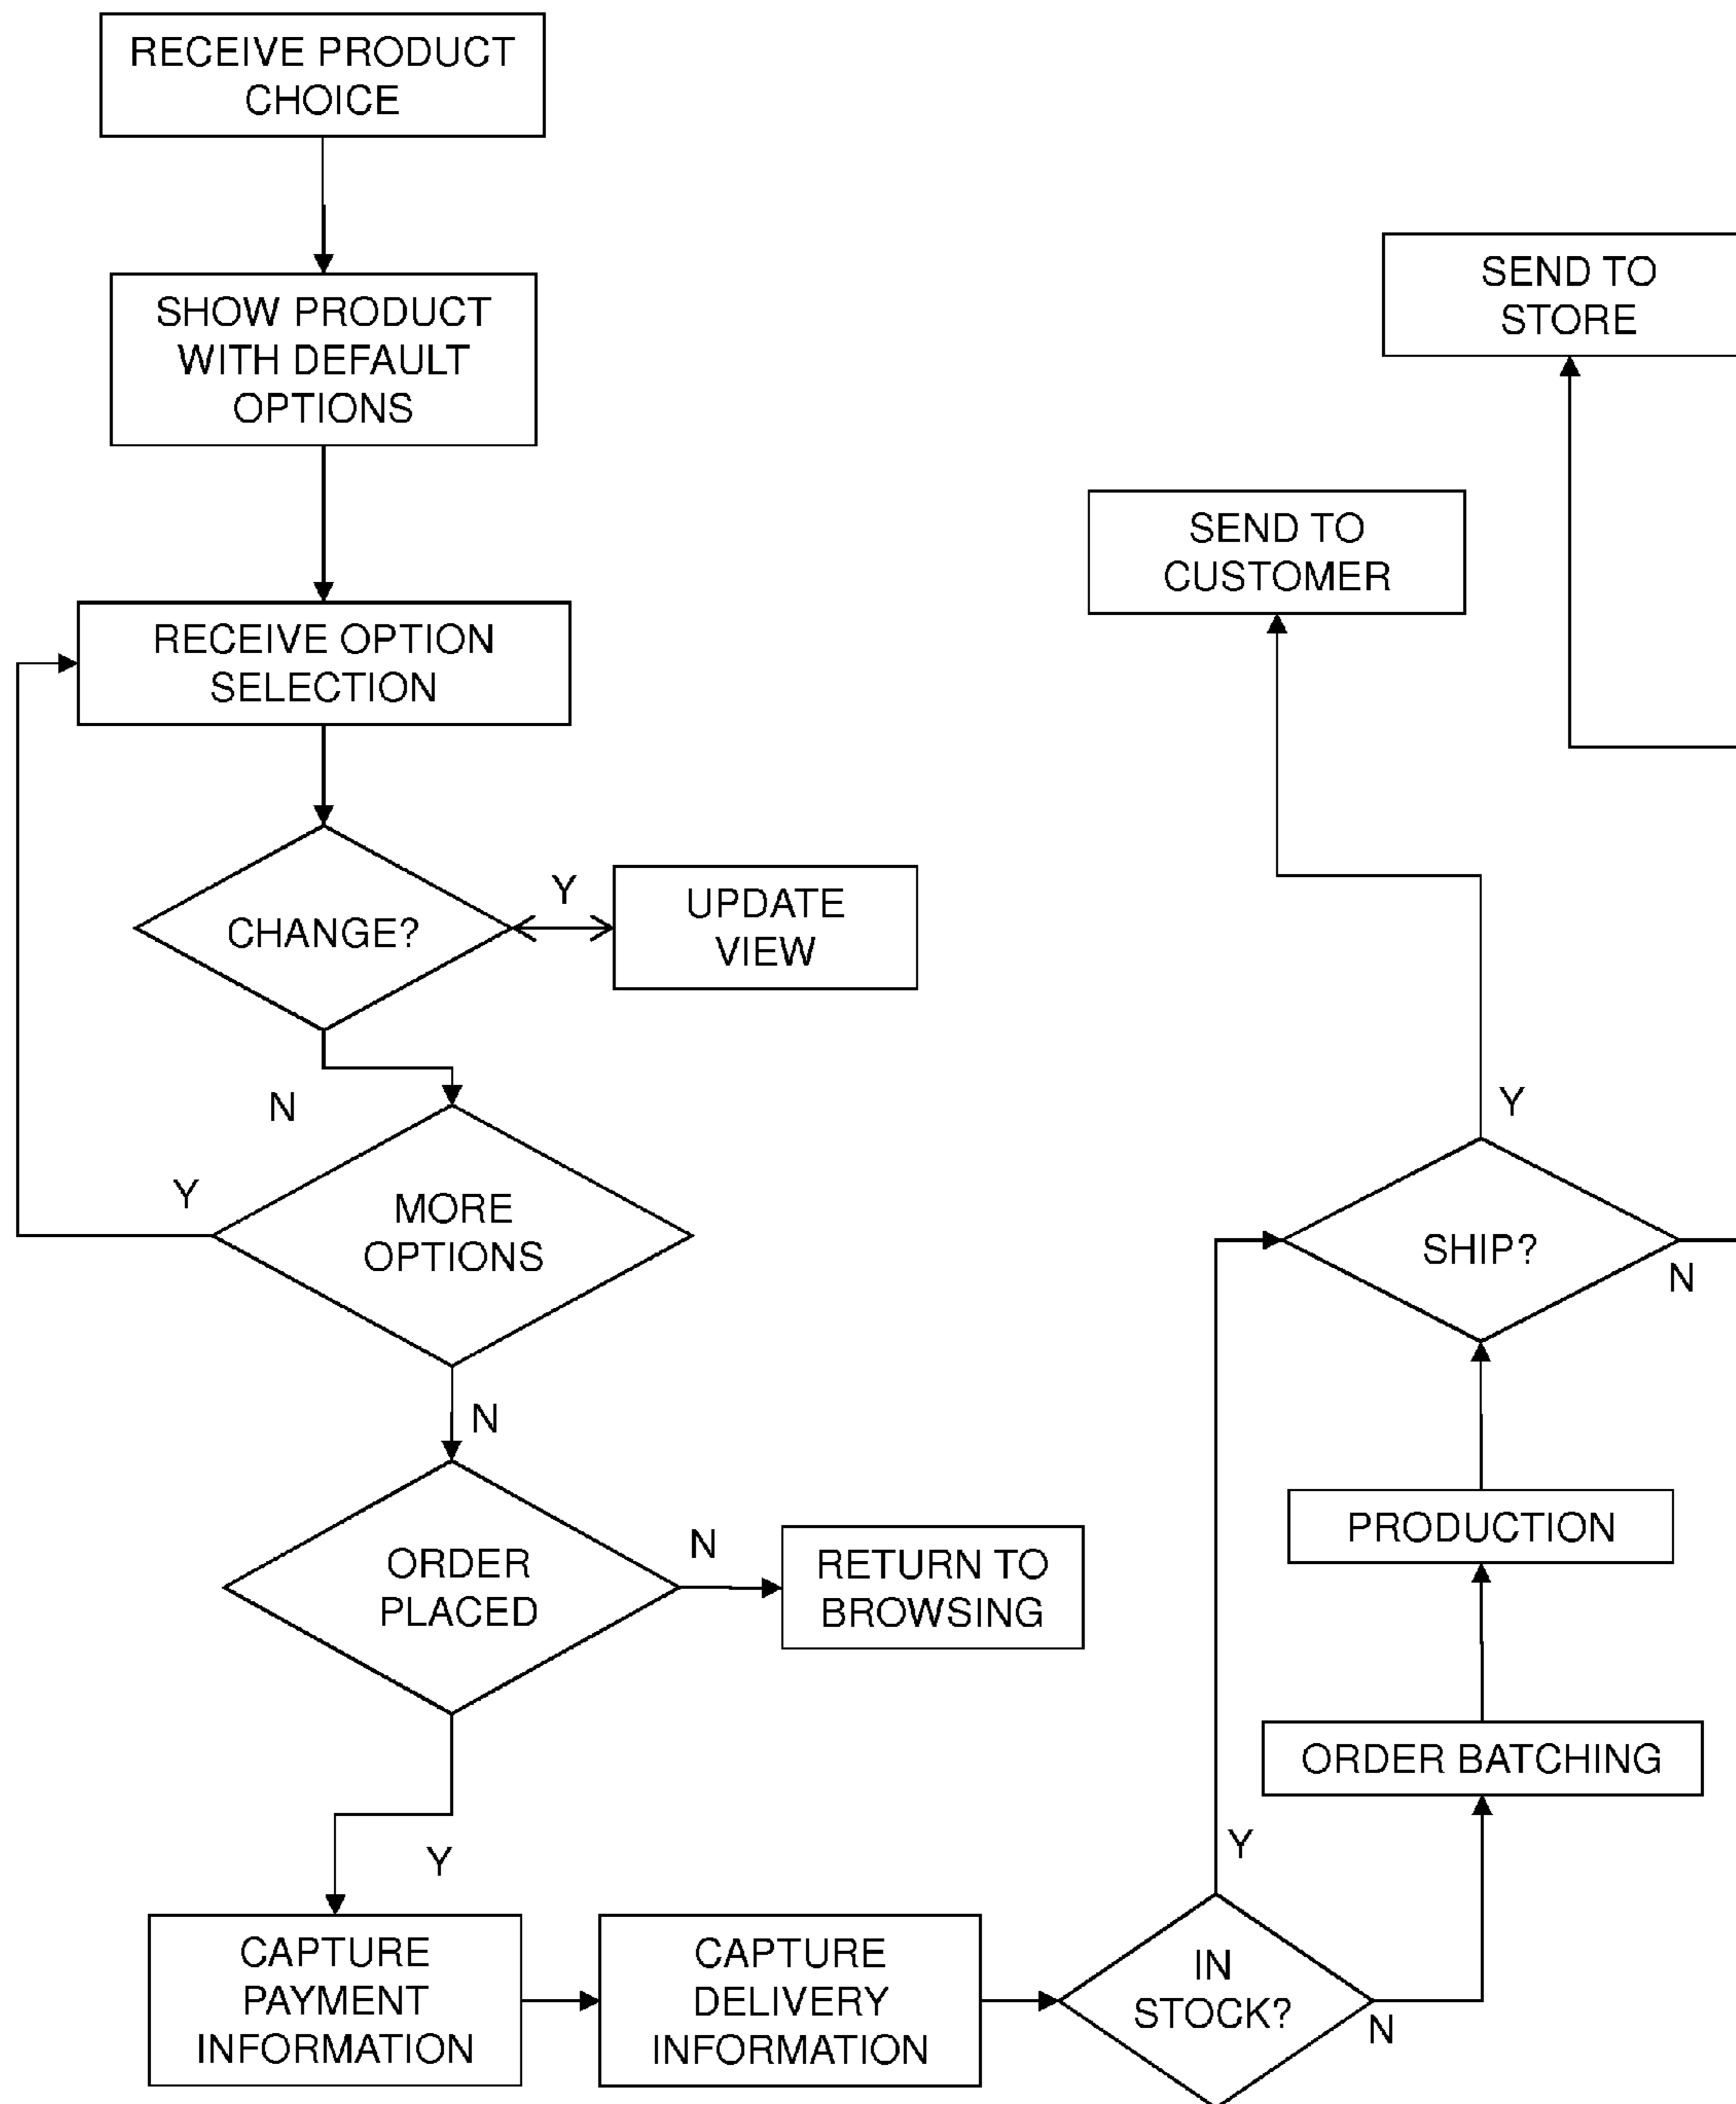 RECEIVE PRODUCT
CHOICE
SHOW PRODUCT
WITH DEFAULT
OPTIONS
RECEIVE OPTION
SELECTION
CHANGE?
Y
UPDATE
VIEW
N
Y
MORE
OPTIONS
N
ORDER
PLACED
N
RETURN TO
BROWSING
Y
CAPTURE
PAYMENT
INFORMATION
CAPTURE
DELIVERY
INFORMATION
IN
STOCK?
Y
N
ORDER BATCHING
PRODUCTION
SHIP?
Y
N
SEND TO
CUSTOMER
SEND TO
STORE